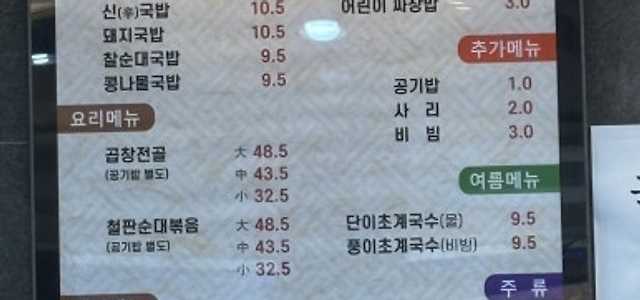 신(辛)국밥 10.5
돼지국밥 10.5
찰순대국밥 9.5
콩나물국밥 9.5
요리메뉴
곱창전골 大 48.5
(공기밥 별도) 中 43.5
小 32.5
철판순대볶음 大 48.5
(공기밥 별도) 中 43.5
小 32.5
어린이 짜장밥 3.0
추가메뉴
공기밥 1.0
사 리 2.0
비 빔 3.0
여름메뉴
단이초계국수(물) 9.5
풍이초계국수(비빔) 9.5
주 류